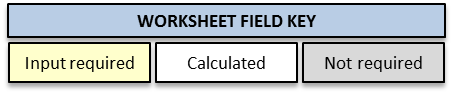 WORKSHEET FIELD KEY
Input required Calculated Not required